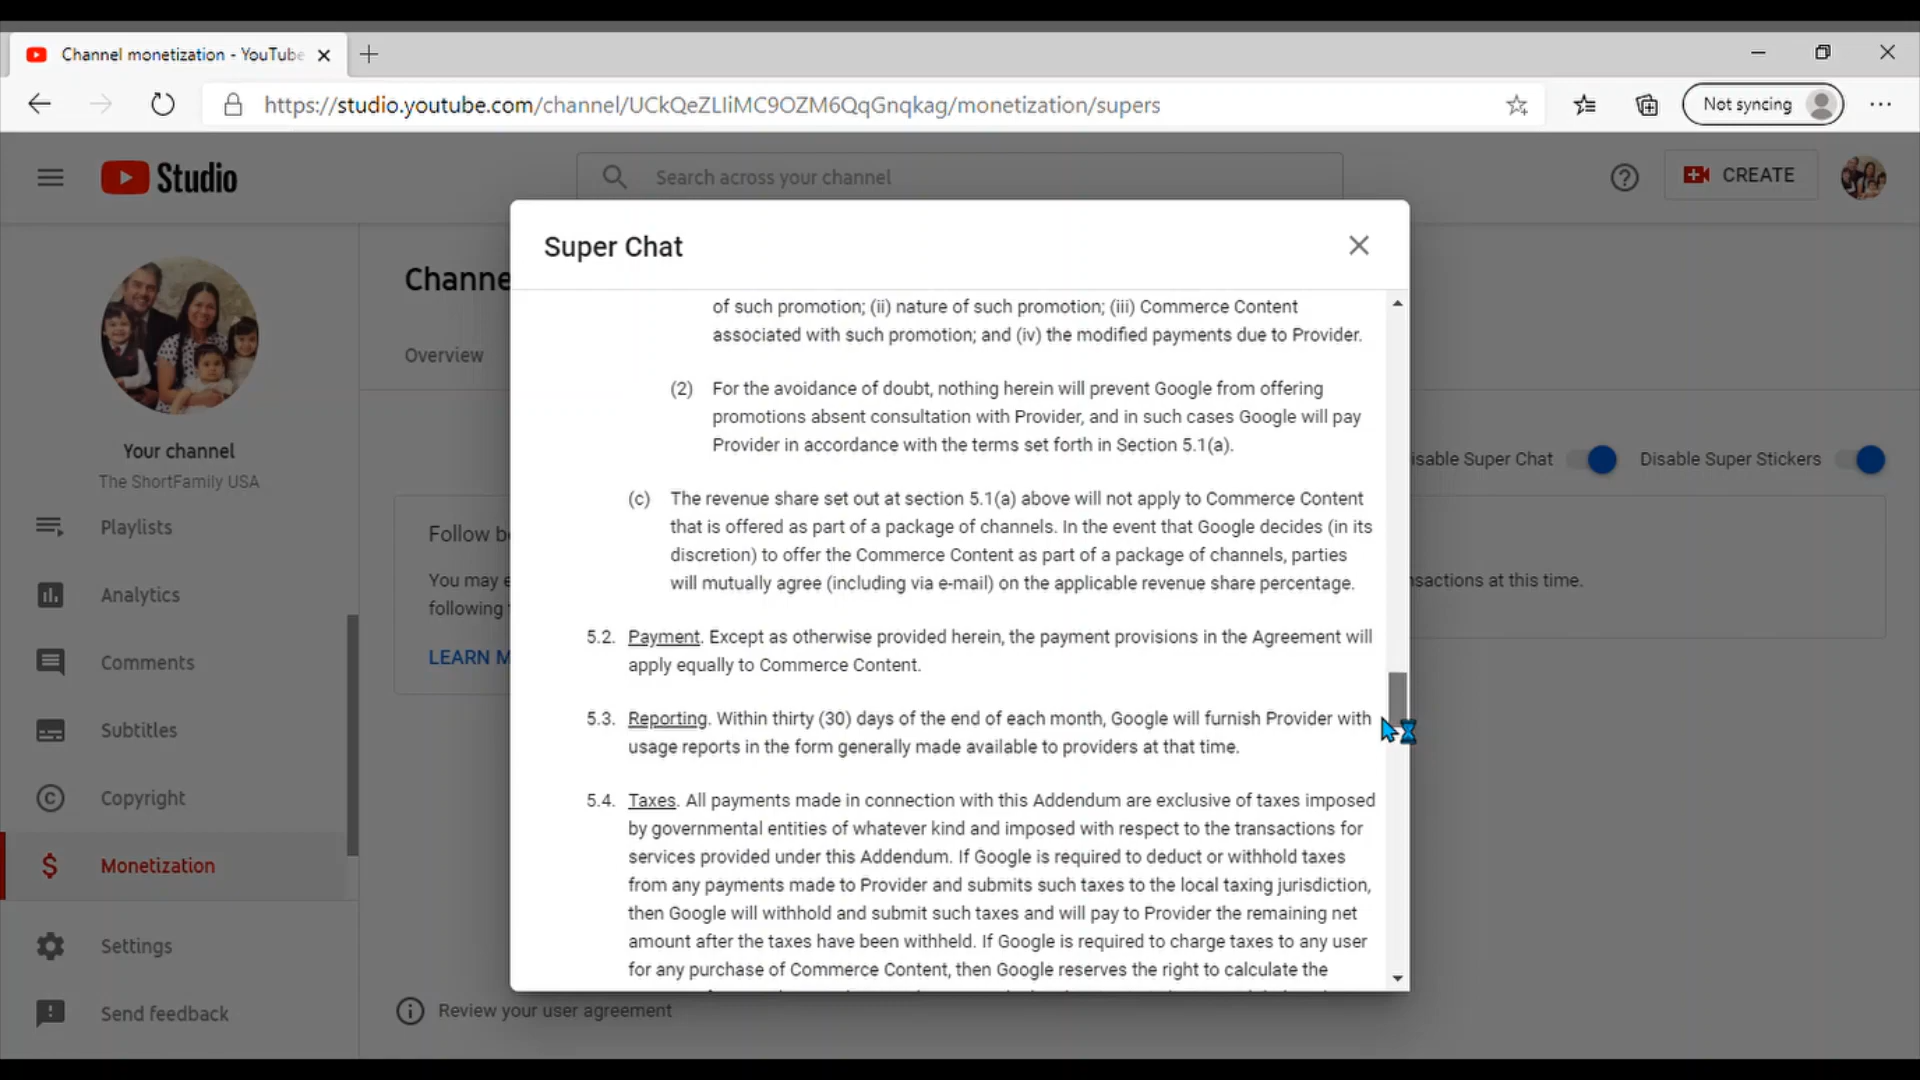 Channel monetization - YouTube
https://studio.youtube.com/channel/UCkQeZLIiMC9OZM6QqGnqkag/monetization/supers
Not syncing
Studio
Search across your channel
CREATE
Your channel
The ShortFamily USA
Playlists
Analytics
Comments
Subtitles
Copyright
Monetization
Settings
Send feedback
Channe
Overview
isable Super Chat
Disable Super Stickers
Follow b
You may e
following
LEARN M
sactions at this time.
Review your user agreement
Super Chat
of such promotion; (ii) nature of such promotion; (iii) Commerce Content
associated with such promotion; and (iv) the modified payments due to Provider.
(2) For the avoidance of doubt, nothing herein will prevent Google from offering
promotions absent consultation with Provider, and in such cases Google will pay
Provider in accordance with the terms set forth in Section 5.1(a).
(c) The revenue share set out at section 5.1(a) above will not apply to Commerce Content
that is offered as part of a package of channels. In the event that Google decides (in its
discretion) to offer the Commerce Content as part of a package of channels, parties
will mutually agree (including via e-mail) on the applicable revenue share percentage.
5.2. Payment. Except as otherwise provided herein, the payment provisions in the Agreement will
apply equally to Commerce Content.
5.3. Reporting. Within thirty (30) days of the end of each month, Google will furnish Provider with
usage reports in the form generally made available to providers at that time.
5.4. Taxes. All payments made in connection with this Addendum are exclusive of taxes imposed
by governmental entities of whatever kind and imposed with respect to the transactions for
services provided under this Addendum. If Google is required to deduct or withhold taxes
from any payments made to Provider and submits such taxes to the local taxing jurisdiction,
then Google will withhold and submit such taxes and will pay to Provider the remaining net
amount after the taxes have been withheld. If Google is required to charge taxes to any user
for any purchase of Commerce Content, then Google reserves the right to calculate the